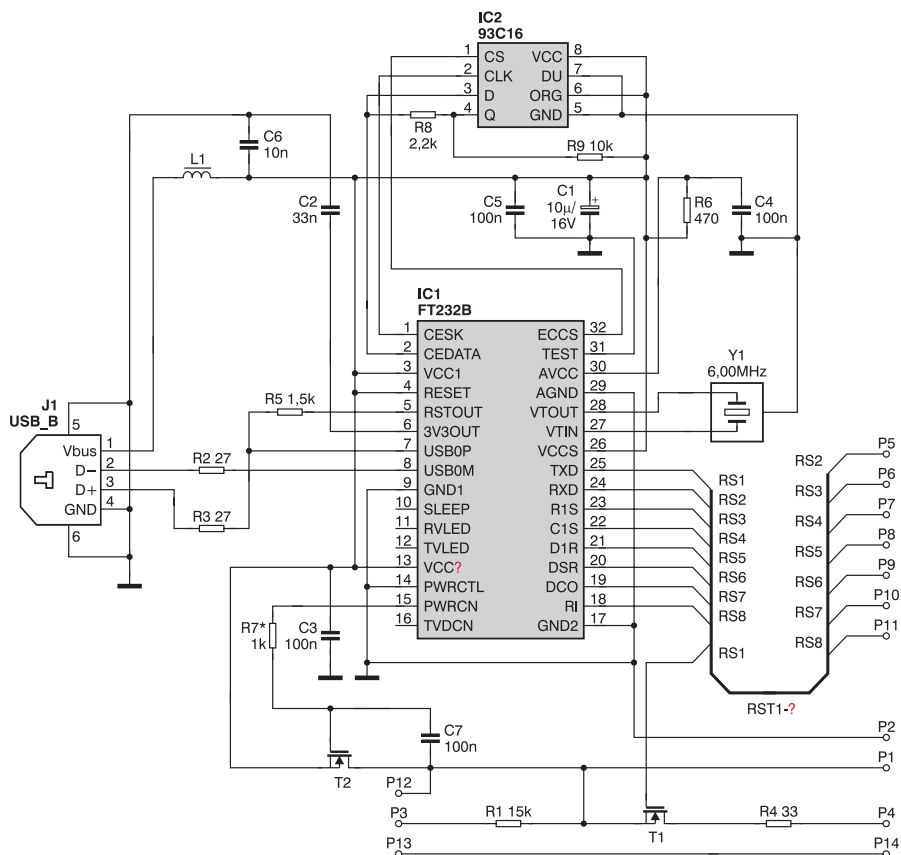 IC2
93C16
1 CS VCC 8
2 CLK DU 7
3 D ORG 6
4 Q GND 5
R8
2,2k
R9 10k
C6
10n
L1
C2
33n
C5
100n
C1
10µ/
16V
+
R6
470
C4
100n
IC1
FT232B
1 CESK ECCS 32
2 CEDATA TEST 31
3 VCC1 AVCC 30
4 RESET AGND 29
5 RSTOUT VTOUT 28
6 3V3OUT VTIN 27
7 USB0P VCCS 26
8 USB0M TXD 25
9 GND1 RXD 24
10 SLEEP R1S 23
11 RVLED C1S 22
12 TVLED D1R 21
13 VCC? DSR 20
14 PWRCTL DCO 19
15 PWRCN RI 18
16 TVDCN GND2 17
Y1
6,00MHz
J1
USB_B
5
Vbus 1
D– 2
D+ 3
GND 4
6
R5 1,5k
R2 27
R3 27
R7*
1k
C3
100n
C7
100n
T2
RS1
RS2
RS3
RS4
RS5
RS6
RS7
RS8
RS1
RS2 P5
RS3 P6
RS4 P7
RS5 P8
RS6 P9
RS7 P10
RS8 P11
RST1-?
P2
P1
P12
P3
R1 15k
T1
R4 33
P4
P13
P14